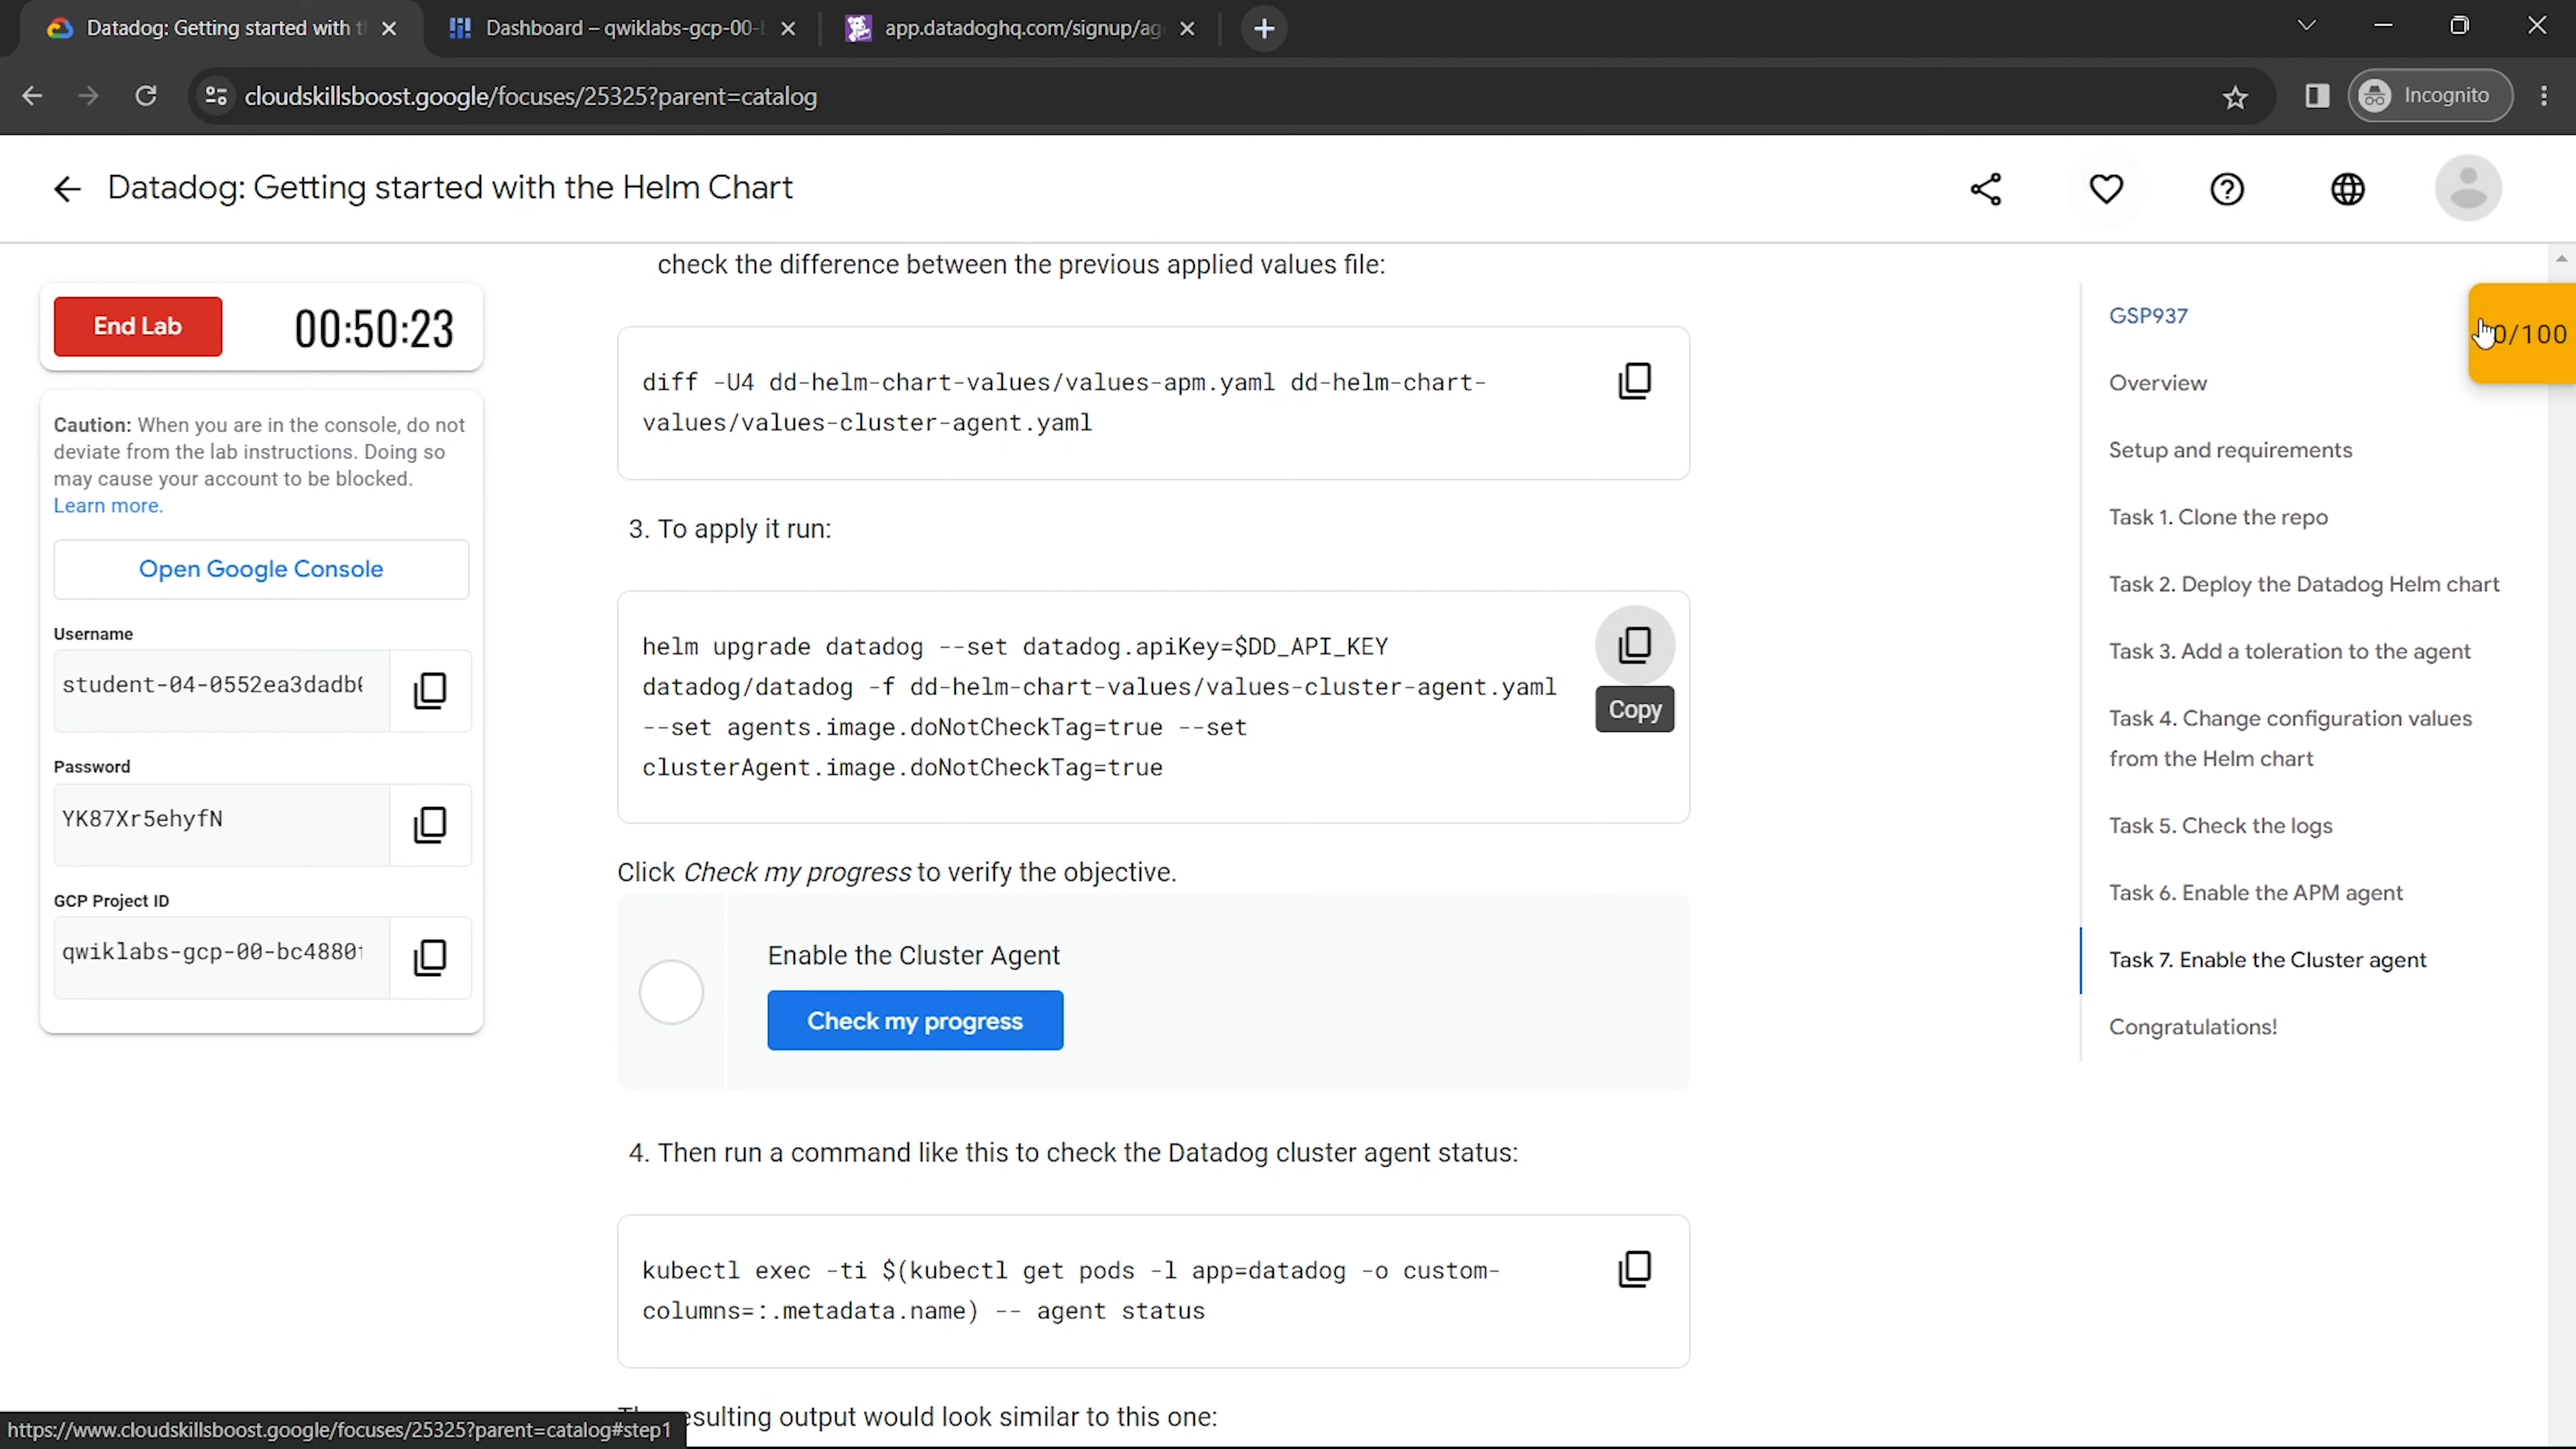 Datadog: Getting started with t
Dashboard – qwiklabs-gcp-00-
app.datadoghq.com/signup/ag
cloudskillsboost.google/focuses/25325?parent=catalog
Incognito
Datadog: Getting started with the Helm Chart
End Lab
00:50:23
Caution: When you are in the console, do not
deviate from the lab instructions. Doing so
may cause your account to be blocked.
Learn more.
Open Google Console
Username
student-04-0552ea3dadb
Password
YK87Xr5ehyfN
GCP Project ID
qwiklabs-gcp-00-bc4880
check the difference between the previous applied values file:
diff -U4 dd-helm-chart-values/values-apm.yaml dd-helm-chart-
values/values-cluster-agent.yaml
3. To apply it run:
helm upgrade datadog --set datadog.apiKey=$DD_API_KEY
datadog/datadog -f dd-helm-chart-values/values-cluster-agent.yaml
--set agents.image.doNotCheckTag=true --set
clusterAgent.image.doNotCheckTag=true
Copy
Click Check my progress to verify the objective.
Enable the Cluster Agent
Check my progress
4. Then run a command like this to check the Datadog cluster agent status:
kubectl exec -ti $(kubectl get pods -l app=datadog -o custom-
columns=:.metadata.name) -- agent status
esulting output would look similar to this one:
GSP937
Overview
Setup and requirements
Task 1. Clone the repo
Task 2. Deploy the Datadog Helm chart
Task 3. Add a toleration to the agent
Task 4. Change configuration values
from the Helm chart
Task 5. Check the logs
Task 6. Enable the APM agent
Task 7. Enable the Cluster agent
Congratulations!
0/100
https://www.cloudskillsboost.google/focuses/25325?parent=catalog#step1